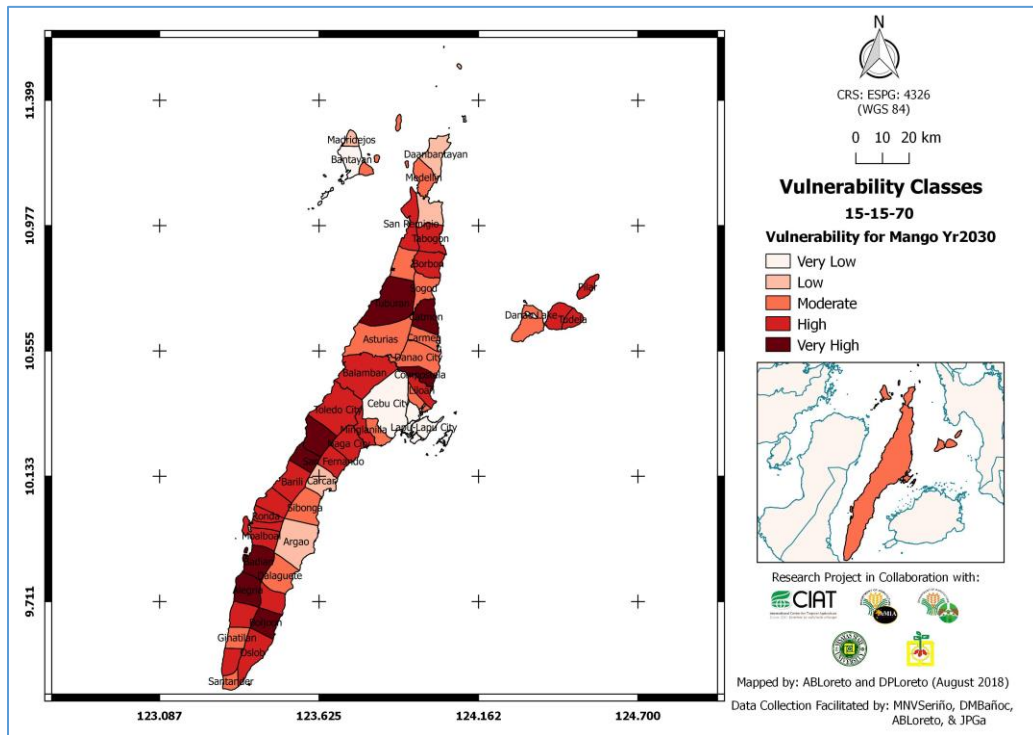 N
CRS: ESPG: 4326
(WGS 84)
0 10 20 km
Vulnerability Classes
15-15-70
Vulnerability for Mango Yr2030
Very Low
Low
Moderate
High
Very High
11.399
10.977
10.555
10.133
9.711
123.087
123.625
124.162
124.700
Madridejos
Bantayan
Daanbantayan
Medellin
San Remigio
Tabogon
Borbon
Sogod
Pilar
Tudela
Asturias
Carmen
Danao City
Balamban
Liloan
Cebu City
Toledo City
Lapu-Lapu City
Minglanilla
Naga City
San Fernando
Barili
Carcar
Sibonga
Ronda
Moalboal
Argao
Dalaguete
Boljoon
Ginatilan
Oslob
Santander
Research Project in Collaboration with:
CIAT
Mapped by: ABLoreto and DPLoreto (August 2018)
Data Collection Facilitated by: MNVSeriño, DMBañoc,
ABLoreto, & JPGa